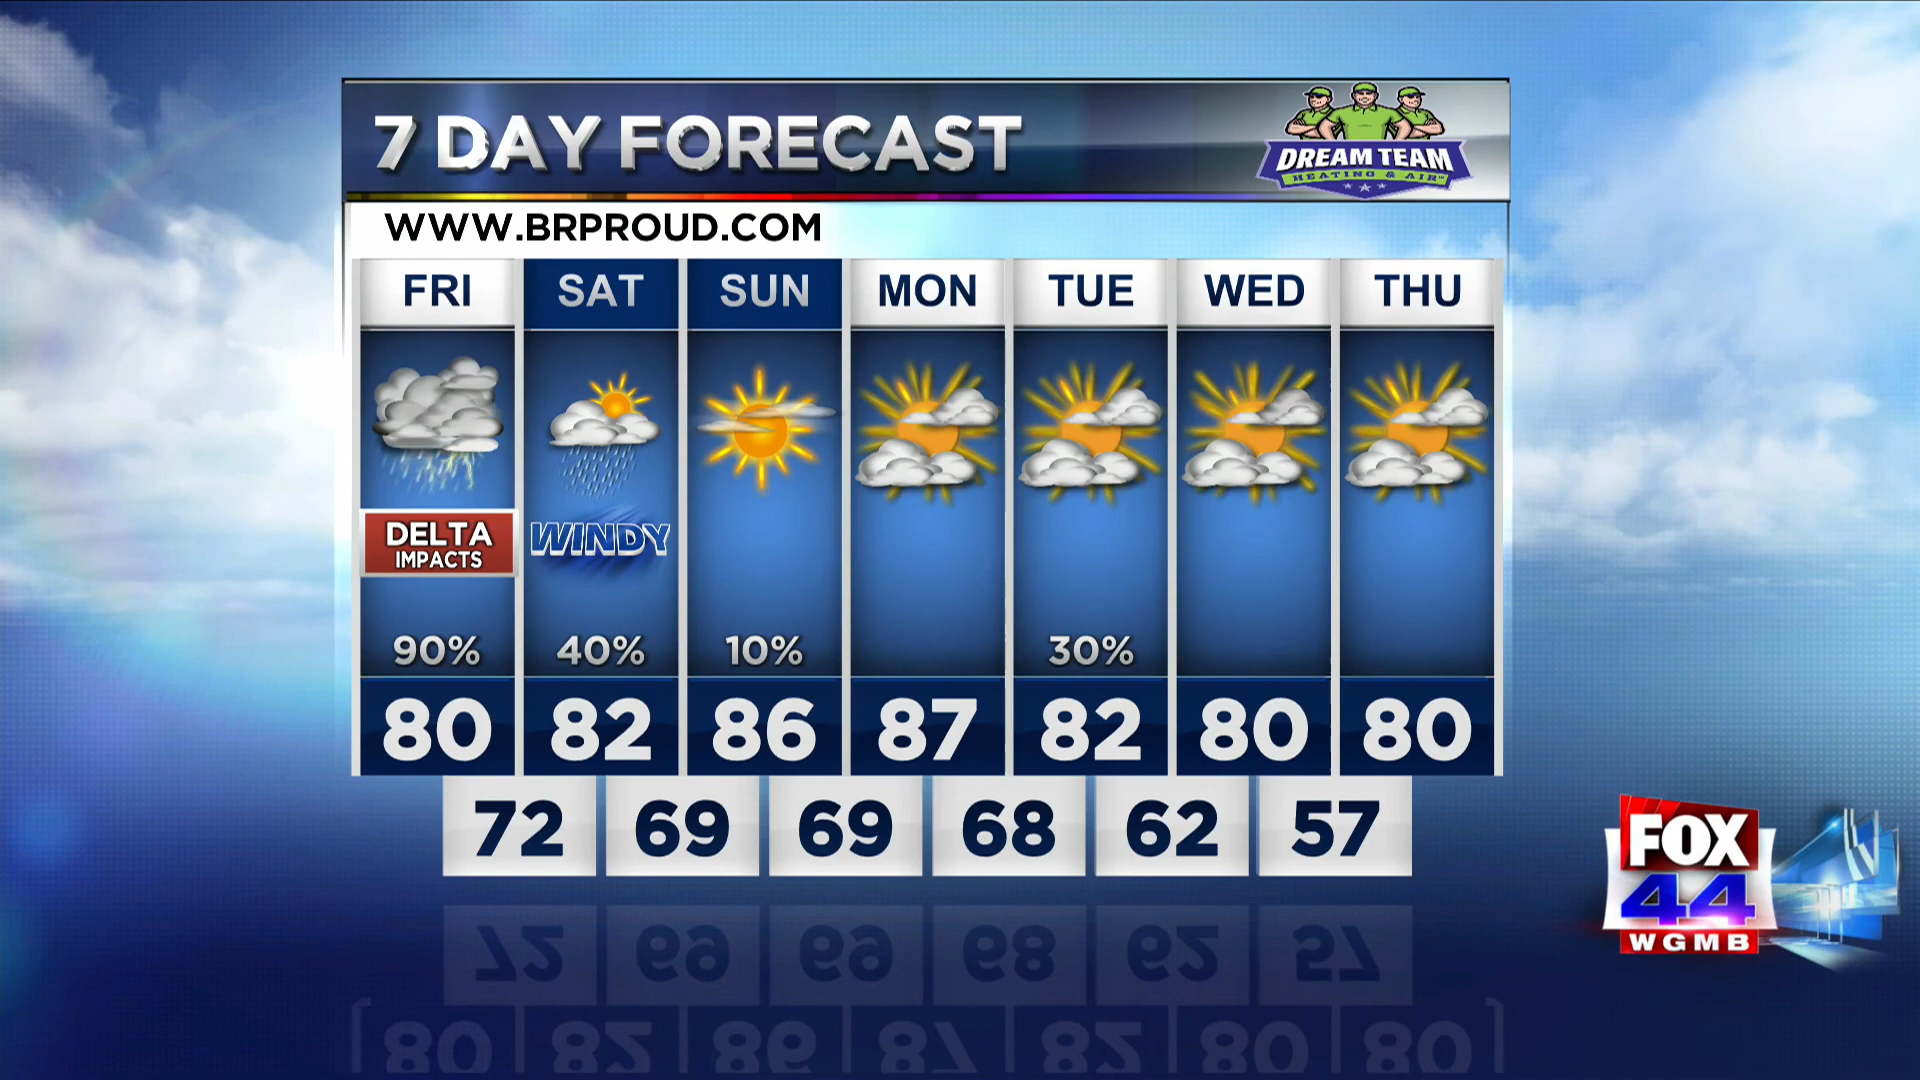 7 DAY FORECAST
DREAM TEAM
HEATING & AIR
WWW.BRPROUD.COM
FRI SAT SUN MON TUE WED THU
DELTA
IMPACTS
WINDY
90% 40% 10% 30%
80 82 86 87 82 80 80
72 69 69 68 62 57
FOX
44
WGMB